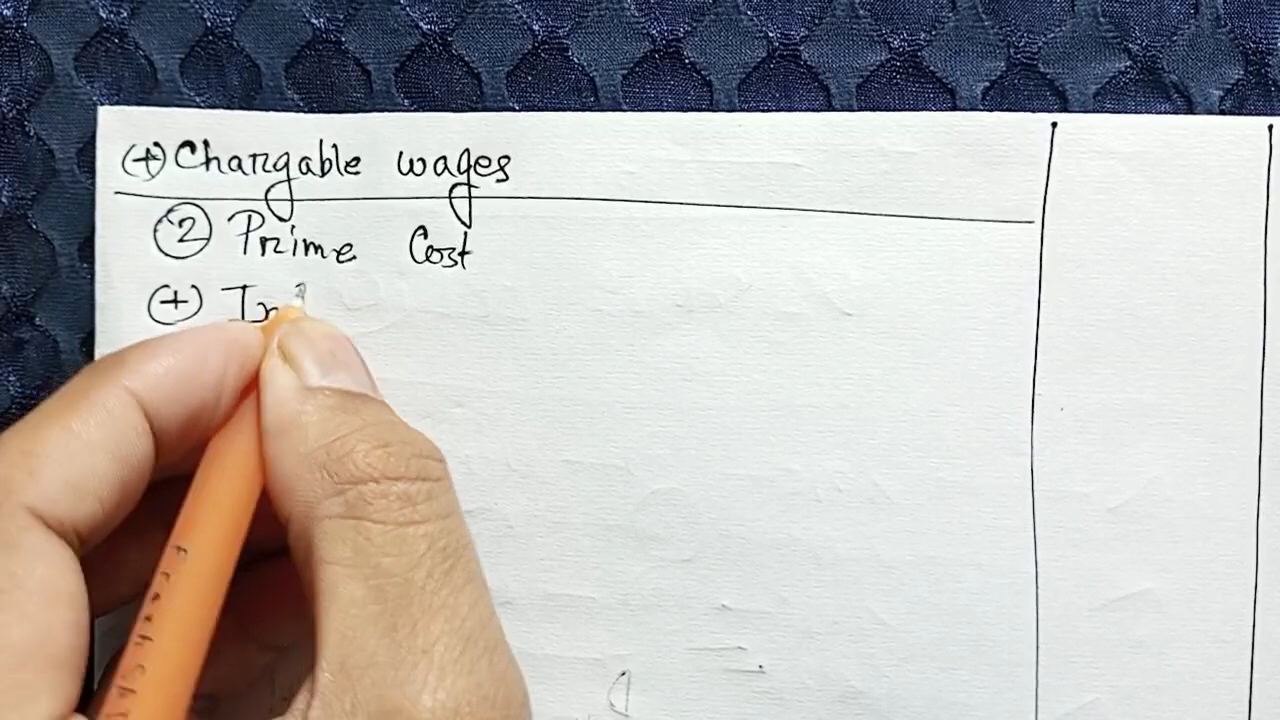 (+) Chargable wages
② Prime Cost
(+)